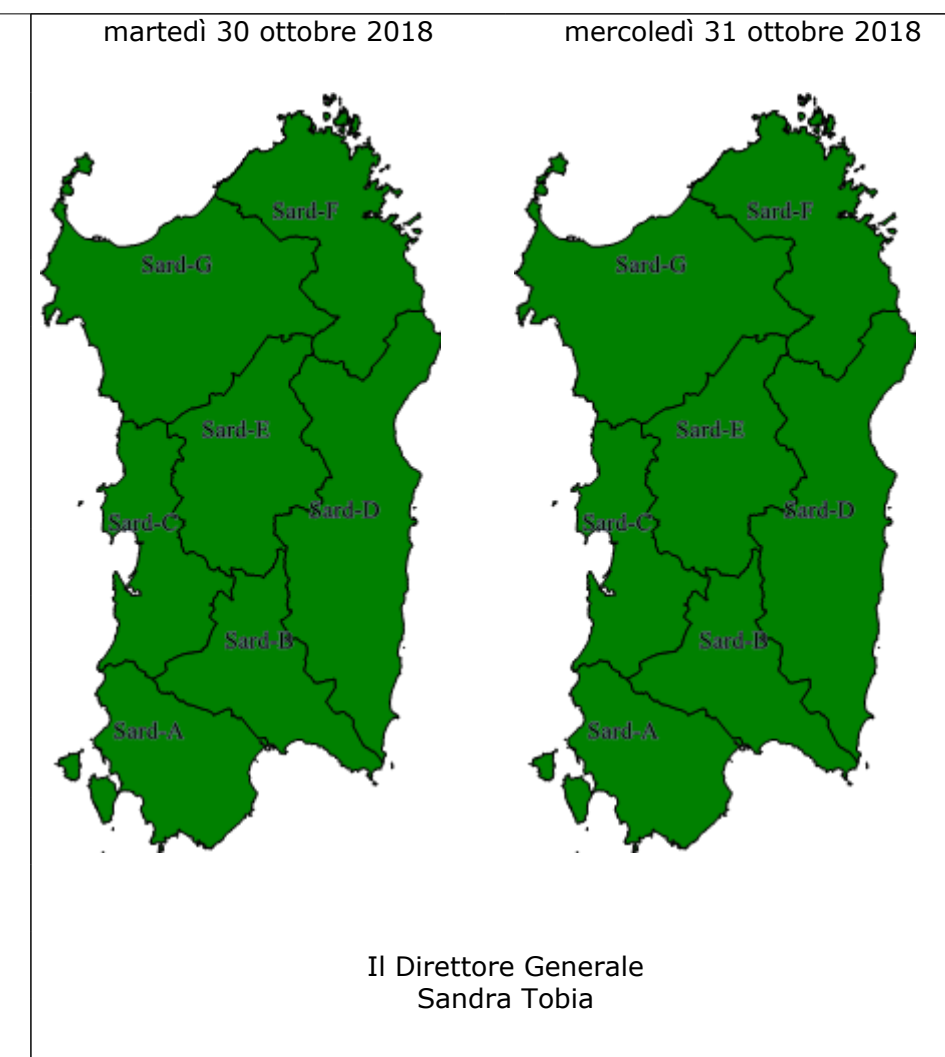 martedì 30 ottobre 2018
mercoledì 31 ottobre 2018
Sard-F
Sard-G
Sard-E
Sard-D
Sard-C
Sard-B
Sard-A
Sard-F
Sard-G
Sard-E
Sard-D
Sard-C
Sard-B
Sard-A
Il Direttore Generale
Sandra Tobia